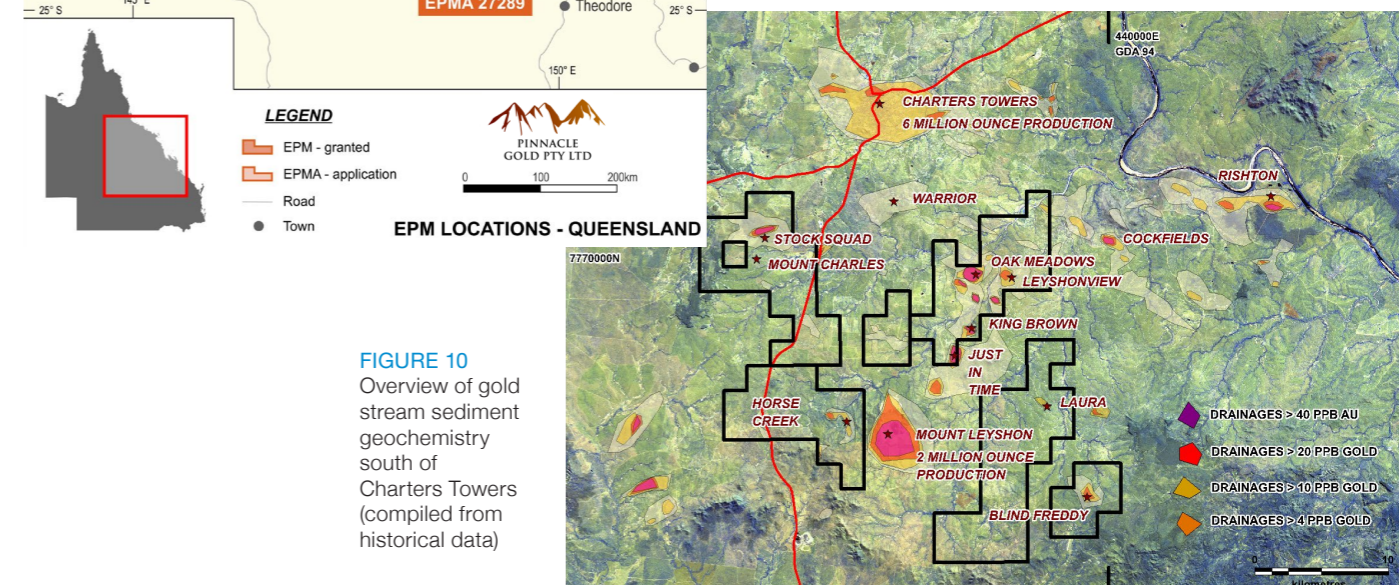 25° S
145° E
EPMA 27289
Theodore
25° S
150° E
LEGEND
EPM - granted
EPMA - application
Road
Town
PINNACLE
GOLD PTY LTD
0 100 200km
EPM LOCATIONS - QUEENSLAND
FIGURE 10
Overview of gold
stream sediment
geochemistry
south of
Charters Towers
(compiled from
historical data)
440000E
GDA 94
7770000N
CHARTERS TOWERS
6 MILLION OUNCE PRODUCTION
RISHTON
WARRIOR
STOCK SQUAD
COCKFIELDS
MOUNT CHARLES
OAK MEADOWS
LEYSHONVIEW
KING BROWN
JUST
IN
TIME
HORSE
CREEK
LAURA
MOUNT LEYSHON
2 MILLION OUNCE
PRODUCTION
BLIND FREDDY
DRAINAGES > 40 PPB AU
DRAINAGES > 20 PPB GOLD
DRAINAGES > 10 PPB GOLD
DRAINAGES > 4 PPB GOLD
0 10
kilometres